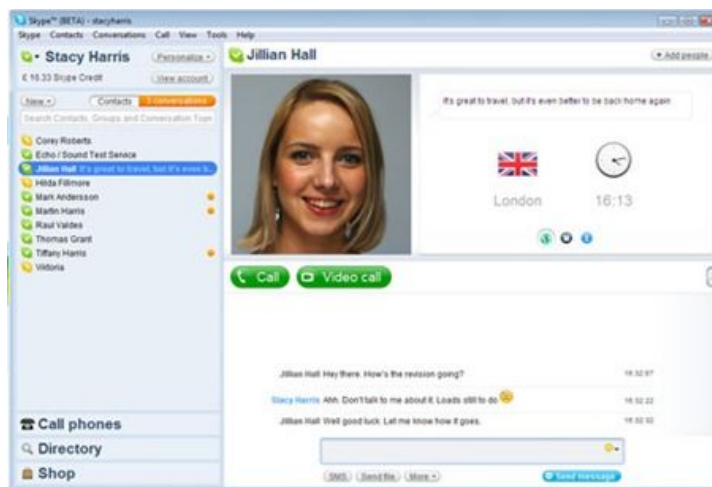 Skype™ (BETA) - stacyharris
Skype Contacts Conversations Call View Tools Help
Stacy Harris
Personalize
£ 16.33 Skype Credit
View account
New
Contacts
3 conversations
Search Contacts, Groups and Conversation
Corey Roberts
Echo / Sound Test Service
Jillian Hall It's great to travel, but it's even b...
Hilda Fillmore
Mark Andersson
Martin Harris
Raul Valdes
Thomas Grant
Tiffany Harris
Viktoria
Call phones
Directory
Shop
Jillian Hall
Add people
It's great to travel, but it's even better to be back home again
London
16:13
Call
Video call
Jillian Hall Hey there. How's the revision going?
Stacy Harris Ahh. Don't talk to me about it. Loads still to do
16:32:22
Jillian Hall Well good luck. Let me know how it goes.
SMS
Send file
More
Send message